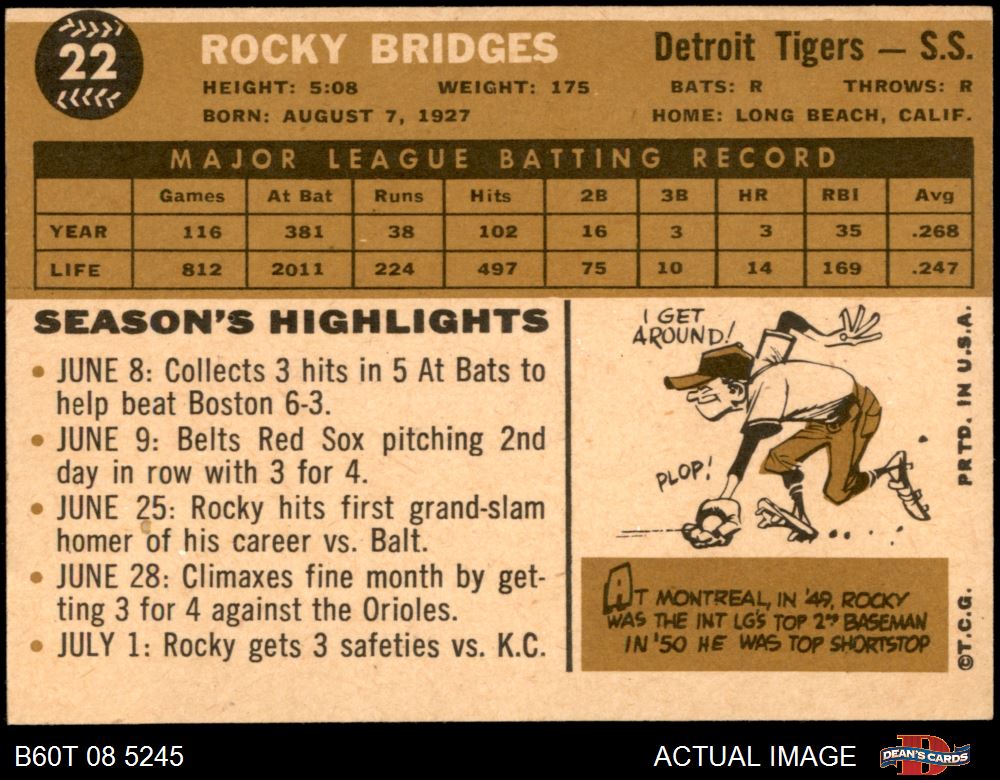 22
ROCKY BRIDGES
Detroit Tigers — S.S.
HEIGHT: 5:08 WEIGHT: 175 BATS: R THROWS: R
BORN: AUGUST 7, 1927 HOME: LONG BEACH, CALIF.
MAJOR LEAGUE BATTING RECORD
Games At Bat Runs Hits 2B 3B HR RBI Avg
YEAR 116 381 38 102 16 3 3 35 .268
LIFE 812 2011 224 497 75 10 14 169 .247
SEASON'S HIGHLIGHTS
• JUNE 8: Collects 3 hits in 5 At Bats to
help beat Boston 6-3.
• JUNE 9: Belts Red Sox pitching 2nd
day in row with 3 for 4.
• JUNE 25: Rocky hits first grand-slam
homer of his career vs. Balt.
• JUNE 28: Climaxes fine month by get-
ting 3 for 4 against the Orioles.
• JULY 1: Rocky gets 3 safeties vs. K.C.
I GET
AROUND!
PLOP!
AT MONTREAL, IN '49, ROCKY
WAS THE INT LG'S TOP 2ND BASEMAN
IN '50 HE WAS TOP SHORTSTOP
PRTD. IN U.S.A.
©T.C.G.
B60T 08 5245
ACTUAL IMAGE
DEAN'S CARDS